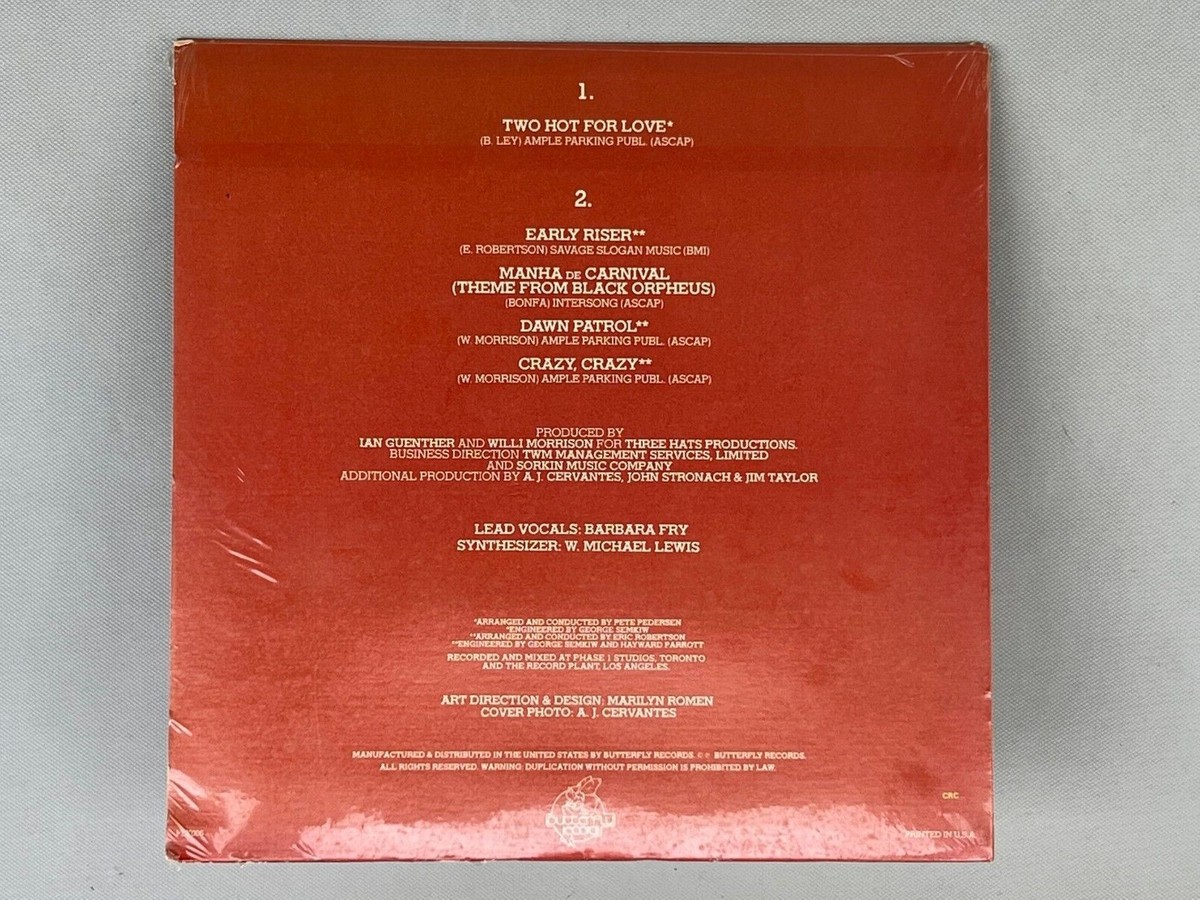 1.
TWO HOT FOR LOVE*
(B. LEY) AMPLE PARKING PUBL. (ASCAP)
2.
EARLY RISER**
(E. ROBERTSON) SAVAGE SLOGAN MUSIC (BMI)
MANHA DE CARNIVAL
(THEME FROM BLACK ORPHEUS)
(BONFA) INTERSONG (ASCAP)
DAWN PATROL**
(W. MORRISON) AMPLE PARKING PUBL. (ASCAP)
CRAZY, CRAZY**
(W. MORRISON) AMPLE PARKING PUBL. (ASCAP)
PRODUCED BY
IAN GUENTHER AND WILLI MORRISON FOR THREE HATS PRODUCTIONS.
BUSINESS DIRECTION TWM MANAGEMENT SERVICES, LIMITED
AND SORKIN MUSIC COMPANY
ADDITIONAL PRODUCTION BY A. J. CERVANTES, JOHN STRONACH & JIM TAYLOR
LEAD VOCALS: BARBARA FRY
SYNTHESIZER: W. MICHAEL LEWIS
*ARRANGED AND CONDUCTED BY PETE PEDERSEN
*ENGINEERED BY GEORGE SEMKIW
**ARRANGED AND CONDUCTED BY ERIC ROBERTSON
**ENGINEERED BY GEORGE SEMKIW AND HAYWARD PARROTT
RECORDED AND MIXED AT PHASE 1 STUDIOS, TORONTO
AND THE RECORD PLANT, LOS ANGELES.
ART DIRECTION & DESIGN: MARILYN ROMEN
COVER PHOTO: A. J. CERVANTES
MANUFACTURED & DISTRIBUTED IN THE UNITED STATES BY BUTTERFLY RECORDS. © ℗ BUTTERFLY RECORDS.
ALL RIGHTS RESERVED. WARNING: DUPLICATION WITHOUT PERMISSION IS PROHIBITED BY LAW.
CRC
PRINTED IN U.S.A.